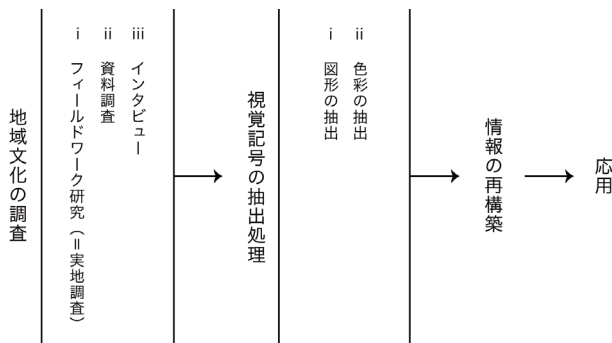 地域文化の調査
i フィールドワーク研究（＝実地調査）
ii 資料調査
iii インタビュー
視覚記号の抽出処理
i 図形の抽出
ii 色彩の抽出
情報の再構築
応用